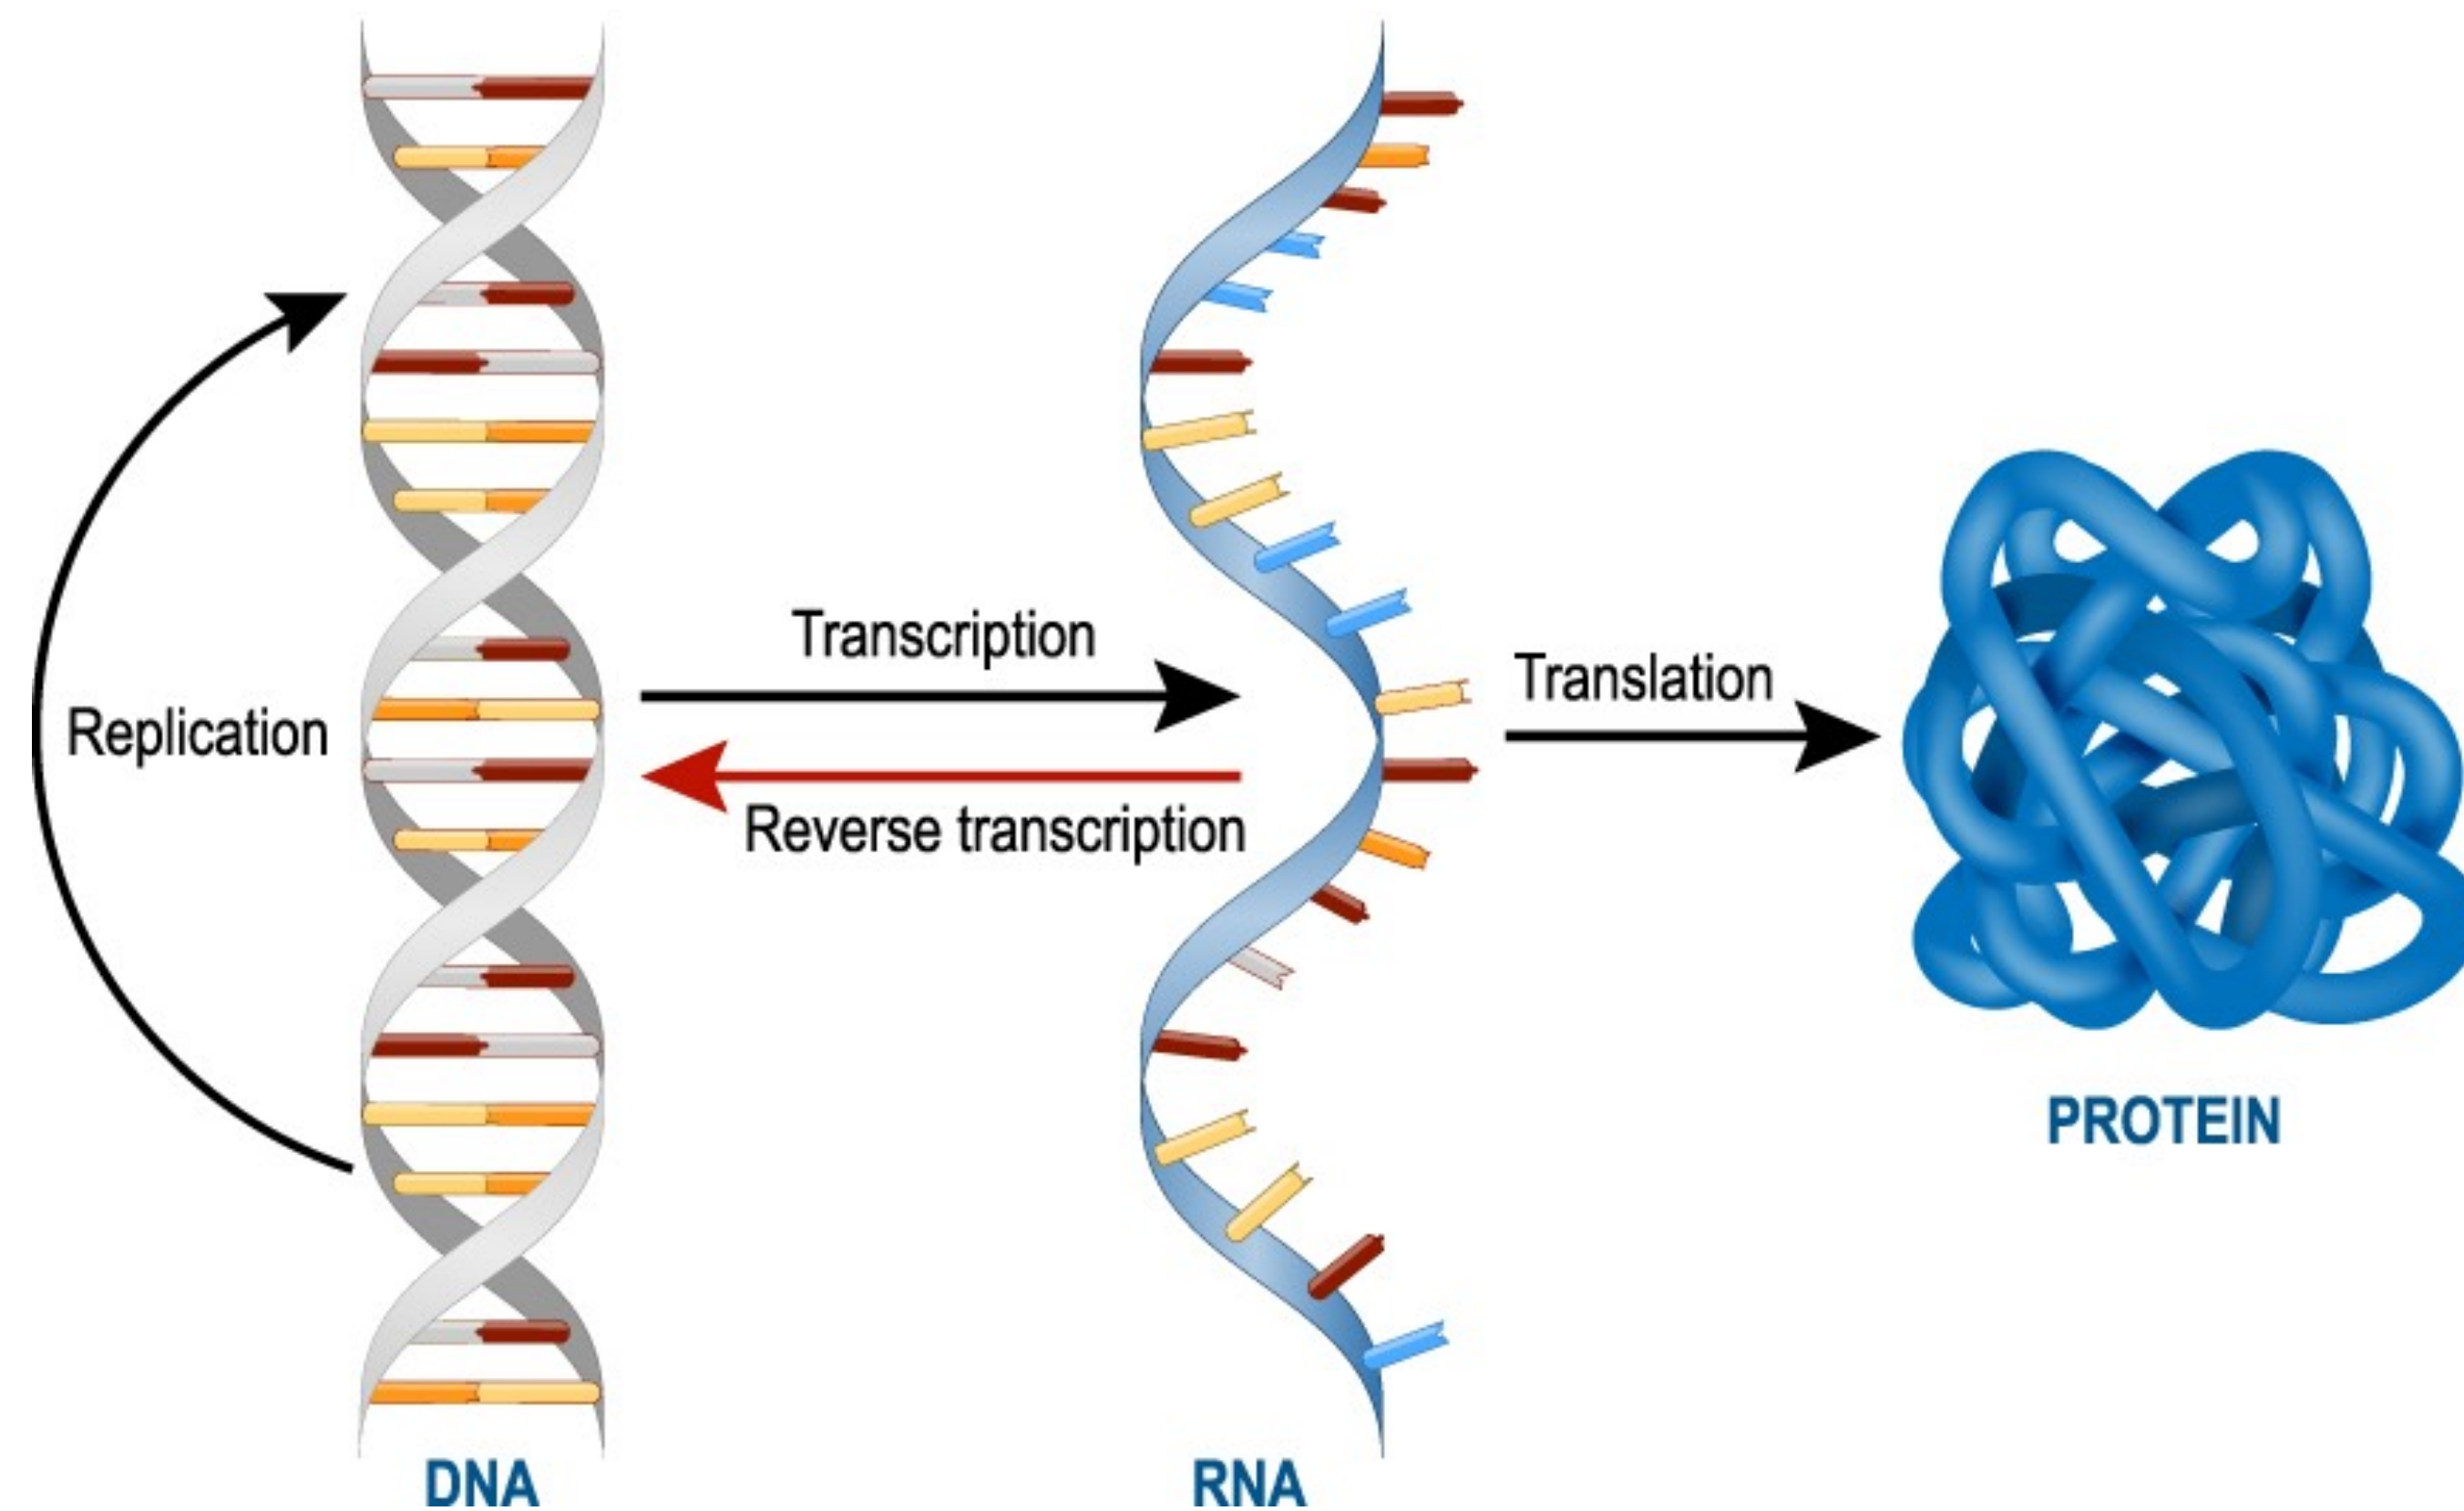 Replication
Transcription
Reverse transcription
Translation
DNA
RNA
PROTEIN